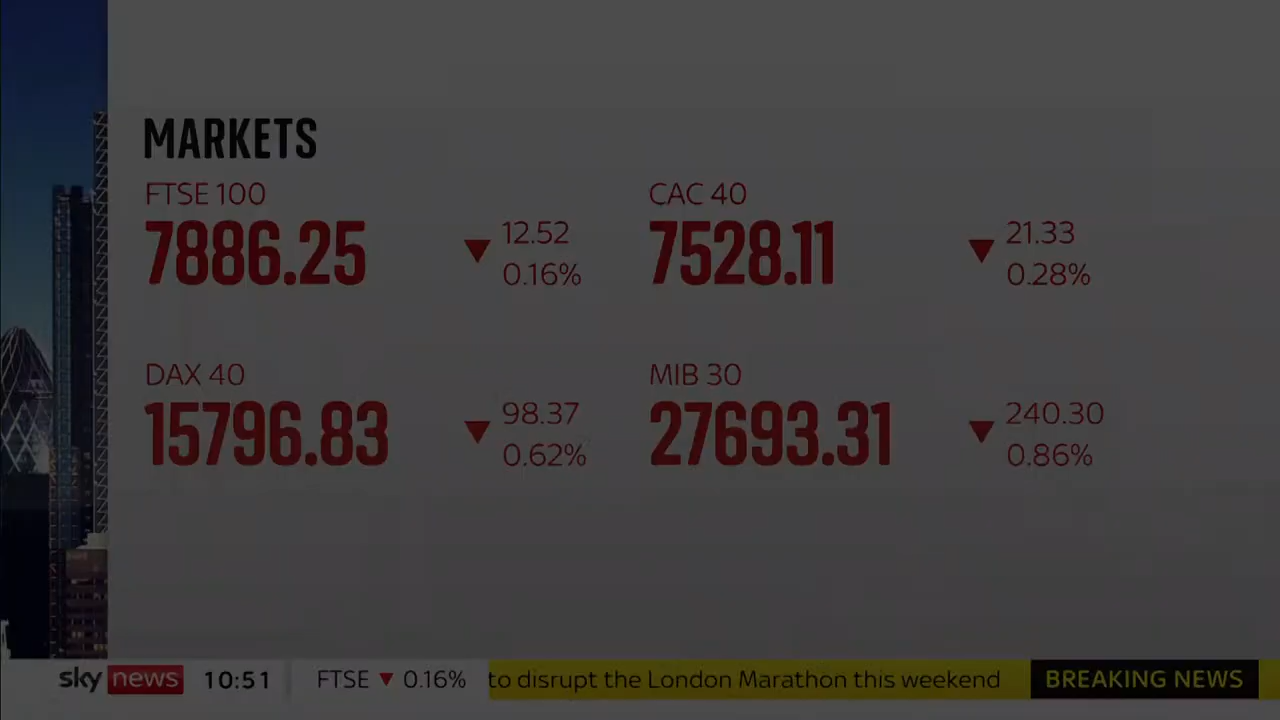 MARKETS
FTSE 100
7886.25 ▼ 12.52
0.16%
CAC 40
7528.11 ▼ 21.33
0.28%
DAX 40
15796.83 ▼ 98.37
0.62%
MIB 30
27693.31 ▼ 240.30
0.86%
sky news 10:51 FTSE ▼ 0.16% to disrupt the London Marathon this weekend BREAKING NEWS